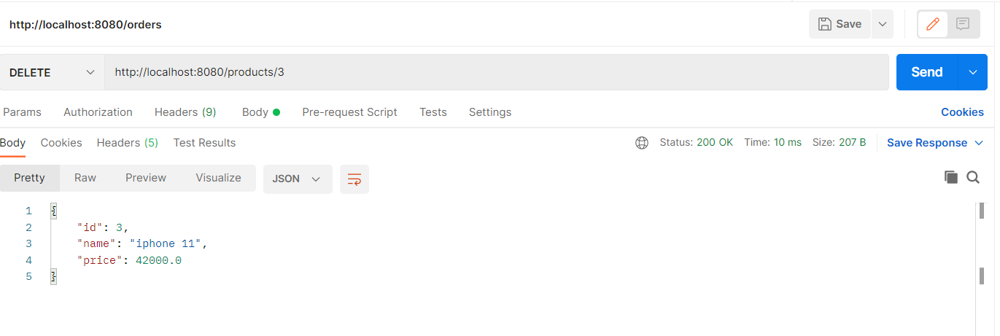 http://localhost:8080/orders Save
DELETE http://localhost:8080/products/3 Send
Params Authorization Headers (9) Body Pre-request Script Tests Settings Cookies
Body Cookies Headers (5) Test Results Status: 200 OK Time: 10 ms Size: 207 B Save Response
Pretty Raw Preview Visualize JSON
1 {
2 "id": 3,
3 "name": "iphone 11",
4 "price": 42000.0
5 }